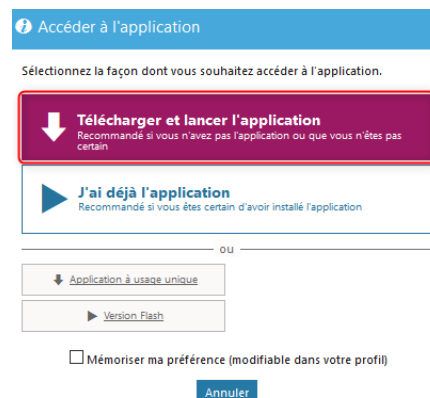 Accéder à l'application
Sélectionnez la façon dont vous souhaitez accéder à l'application.
Télécharger et lancer l'application
Recommandé si vous n'avez pas l'application ou que vous n'êtes pas
certain
J'ai déjà l'application
Recommandé si vous êtes certain d'avoir installé l'application
ou
Application à usage unique
Version Flash
Mémoriser ma préférence (modifiable dans votre profil)
Annuler